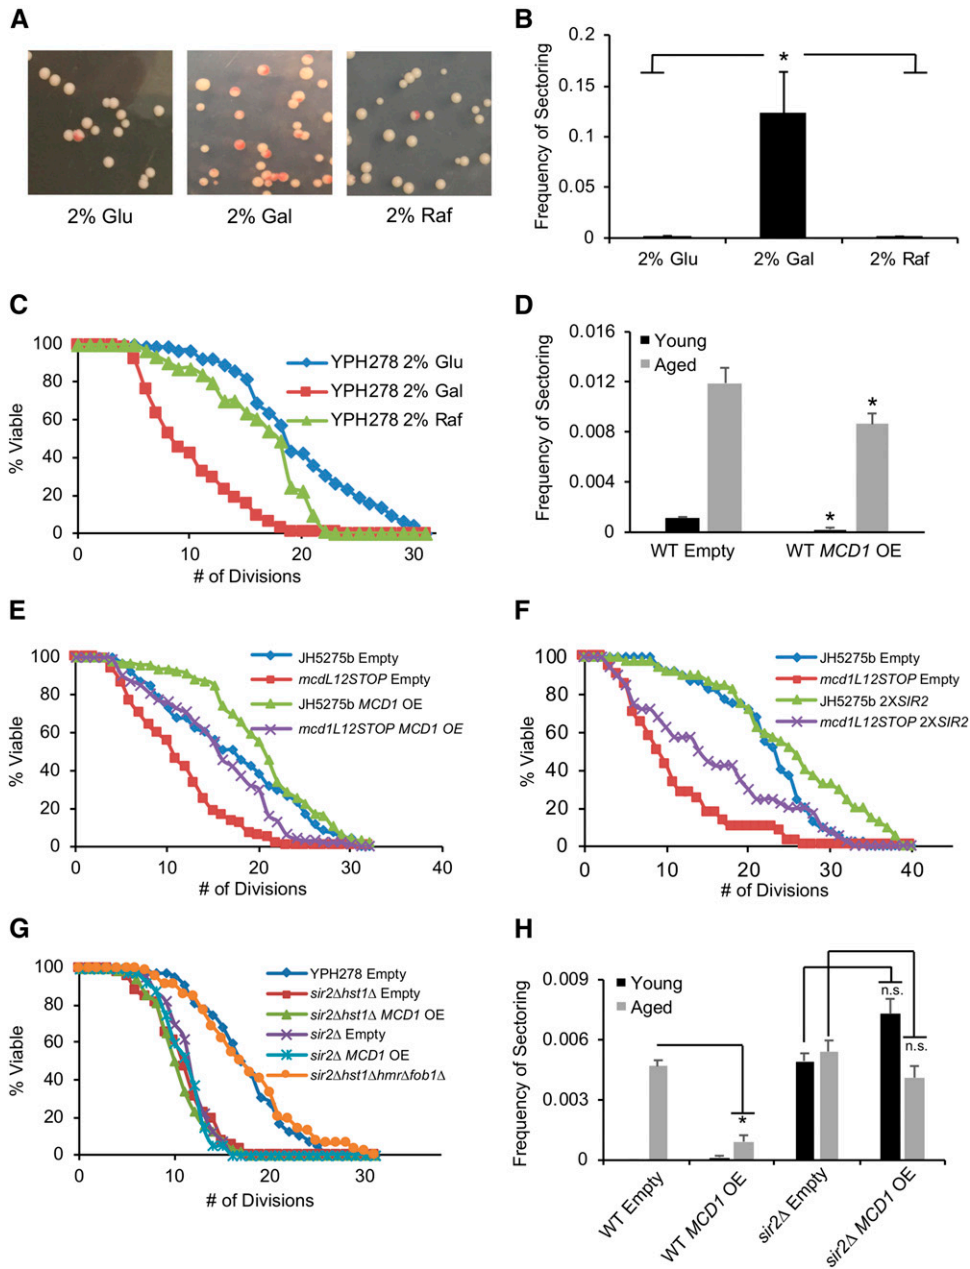 A
2% Glu
2% Gal
2% Raf
B
Frequency of Sectoring
0.2
0.15
0.1
0.05
0
*
2% Glu
2% Gal
2% Raf
C
% Viable
100
80
60
40
20
0
0
10
20
30
# of Divisions
YPH278 2% Glu
YPH278 2% Gal
YPH278 2% Raf
D
Frequency of Sectoring
0.016
0.012
0.008
0.004
0
Young
Aged
*
*
WT Empty
WT MCD1 OE
E
% Viable
100
80
60
40
20
0
0
10
20
30
40
# of Divisions
JH5275b Empty
mcdL12STOP Empty
JH5275b MCD1 OE
mcd1L12STOP MCD1 OE
F
% Viable
100
80
60
40
20
0
0
10
20
30
40
# of Divisions
JH5275b Empty
mcd1L12STOP Empty
JH5275b 2XSIR2
mcd1L12STOP 2XSIR2
G
% Viable
100
80
60
40
20
0
0
10
20
30
# of Divisions
YPH278 Empty
sir2Δhst1Δ Empty
sir2Δhst1Δ MCD1 OE
sir2Δ Empty
sir2Δ MCD1 OE
sir2Δhst1ΔhmrΔfob1Δ
H
Frequency of Sectoring
0.009
0.006
0.003
0
Young
Aged
*
n.s.
n.s.
WT Empty
WT MCD1 OE
sir2Δ Empty
sir2Δ MCD1 OE